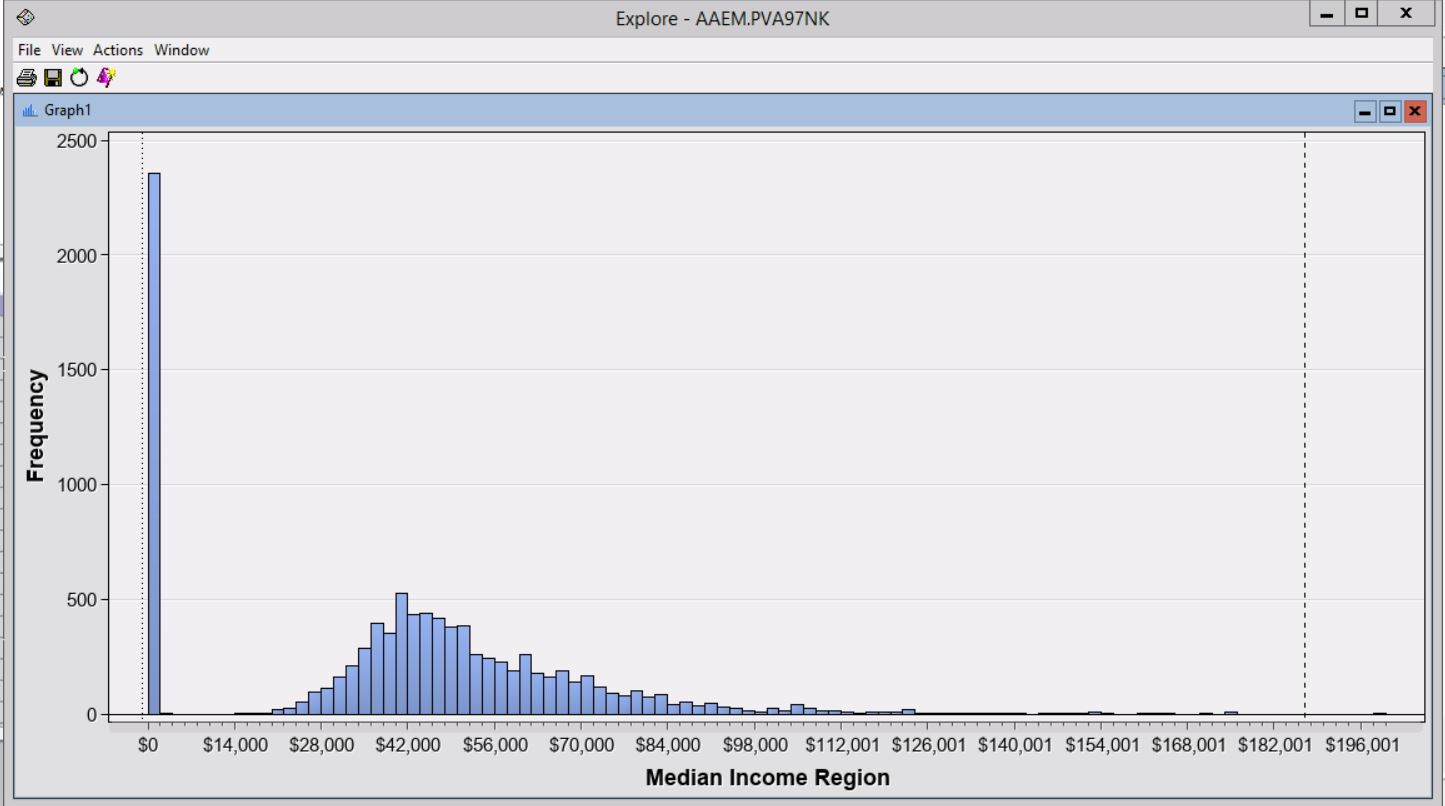 Explore - AAEM.PVA97NK
File View Actions Window
Graph1
2500
2000
1500
1000
500
0
Frequency
$0 $14,000 $28,000 $42,000 $56,000 $70,000 $84,000 $98,000 $112,001 $126,001 $140,001 $154,001 $168,001 $182,001 $196,001
Median Income Region